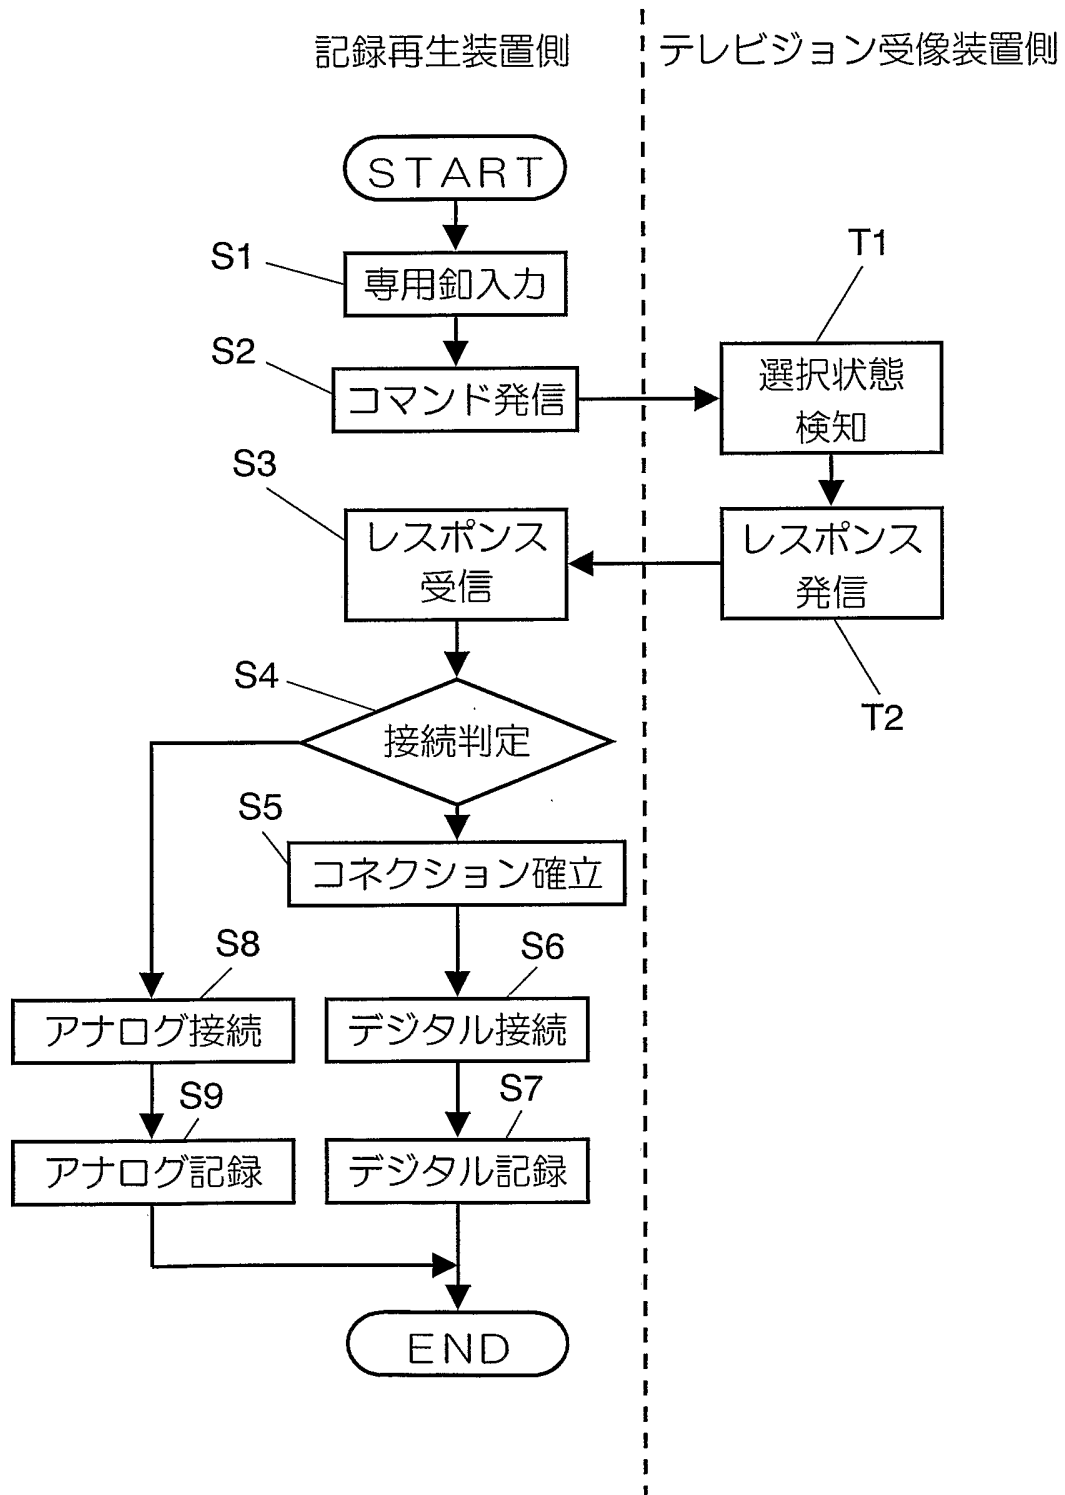 記録再生装置側
テレビジョン受像装置側
START
S1
専用釦入力
T1
S2
コマンド発信
選択状態
検知
S3
レスポンス
受信
レスポンス
発信
T2
S4
接続判定
S5
コネクション確立
S8
アナログ接続
S6
デジタル接続
S9
アナログ記録
S7
デジタル記録
END